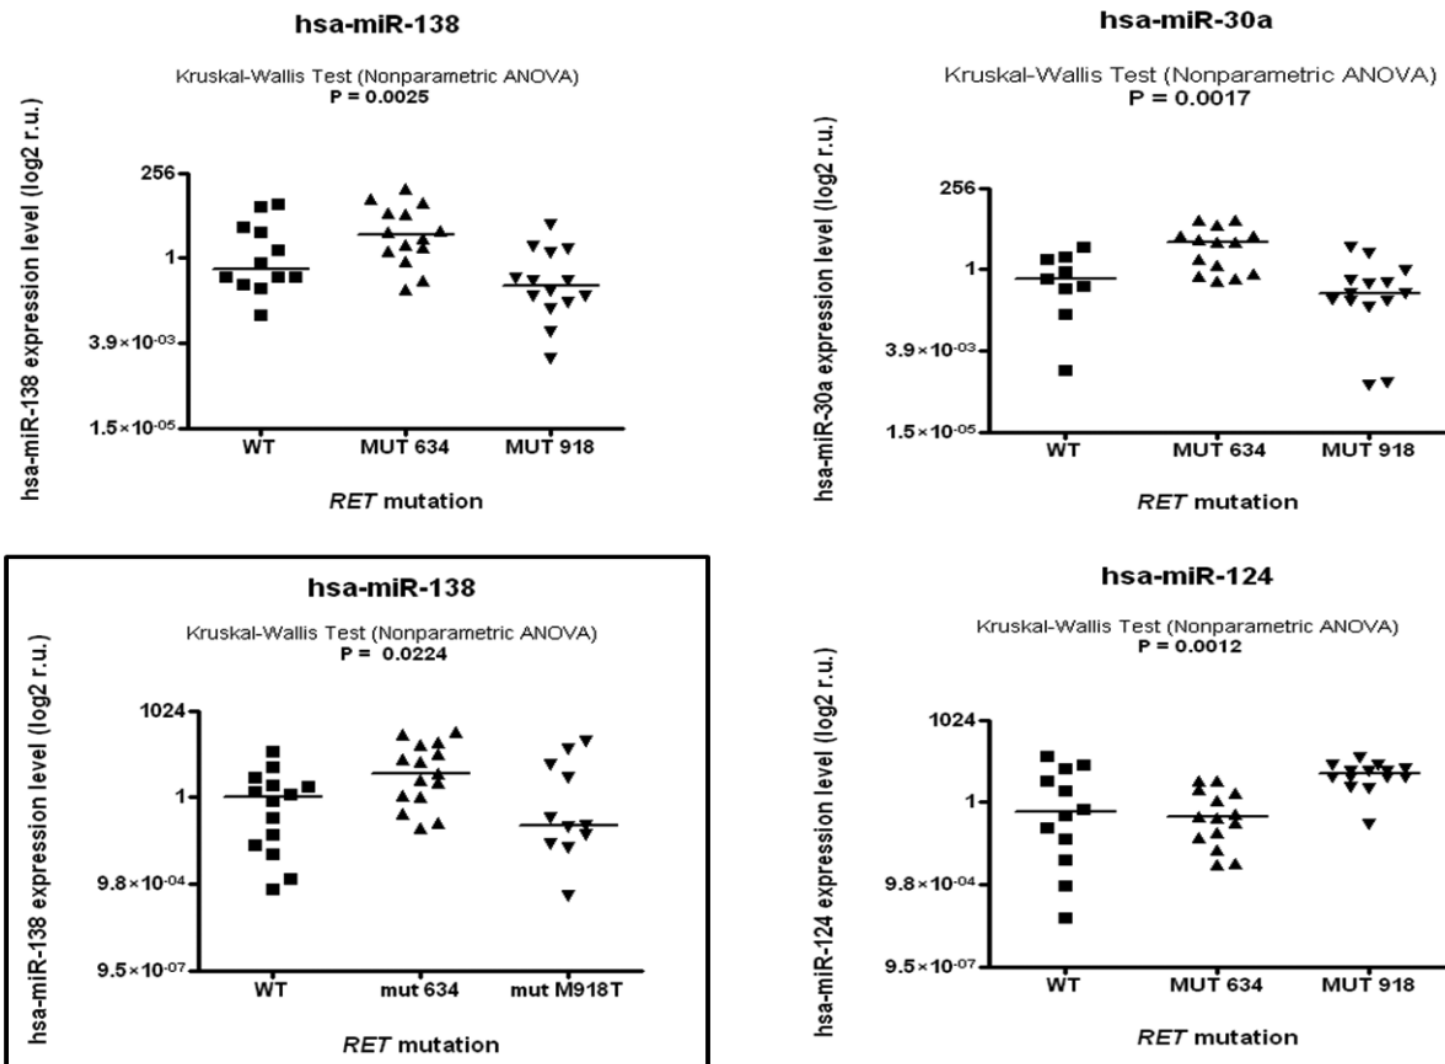 hsa-miR-138
Kruskal-Wallis Test (Nonparametric ANOVA)
P = 0.0025
hsa-miR-138 expression level (log2 r.u.)
256
1
3.9×10⁻⁰³
1.5×10⁻⁰⁵
WT MUT 634 MUT 918
RET mutation
hsa-miR-30a
Kruskal-Wallis Test (Nonparametric ANOVA)
P = 0.0017
hsa-miR-30a expression level (log2 r.u.)
256
1
3.9×10⁻⁰³
1.5×10⁻⁰⁵
WT MUT 634 MUT 918
RET mutation
hsa-miR-138
Kruskal-Wallis Test (Nonparametric ANOVA)
P = 0.0224
hsa-miR-138 expression level (log2 r.u.)
1024
1
9.8×10⁻⁰⁴
9.5×10⁻⁰⁷
WT mut 634 mut M918T
RET mutation
hsa-miR-124
Kruskal-Wallis Test (Nonparametric ANOVA)
P = 0.0012
hsa-miR-124 expression level (log2 r.u.)
1024
1
9.8×10⁻⁰⁴
9.5×10⁻⁰⁷
WT MUT 634 MUT 918
RET mutation